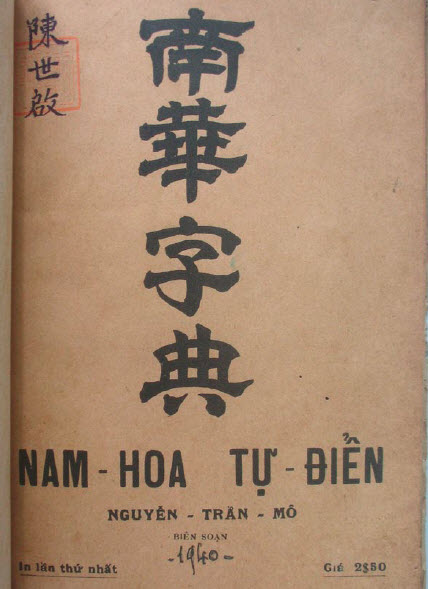 陳世啟
南華字典
NAM - HOA TỰ - ĐIỂN
NGUYỄN - TRẦN - MÔ
BIÊN SOẠN
- 1940 -
In lần thứ nhất
Giá 2$50